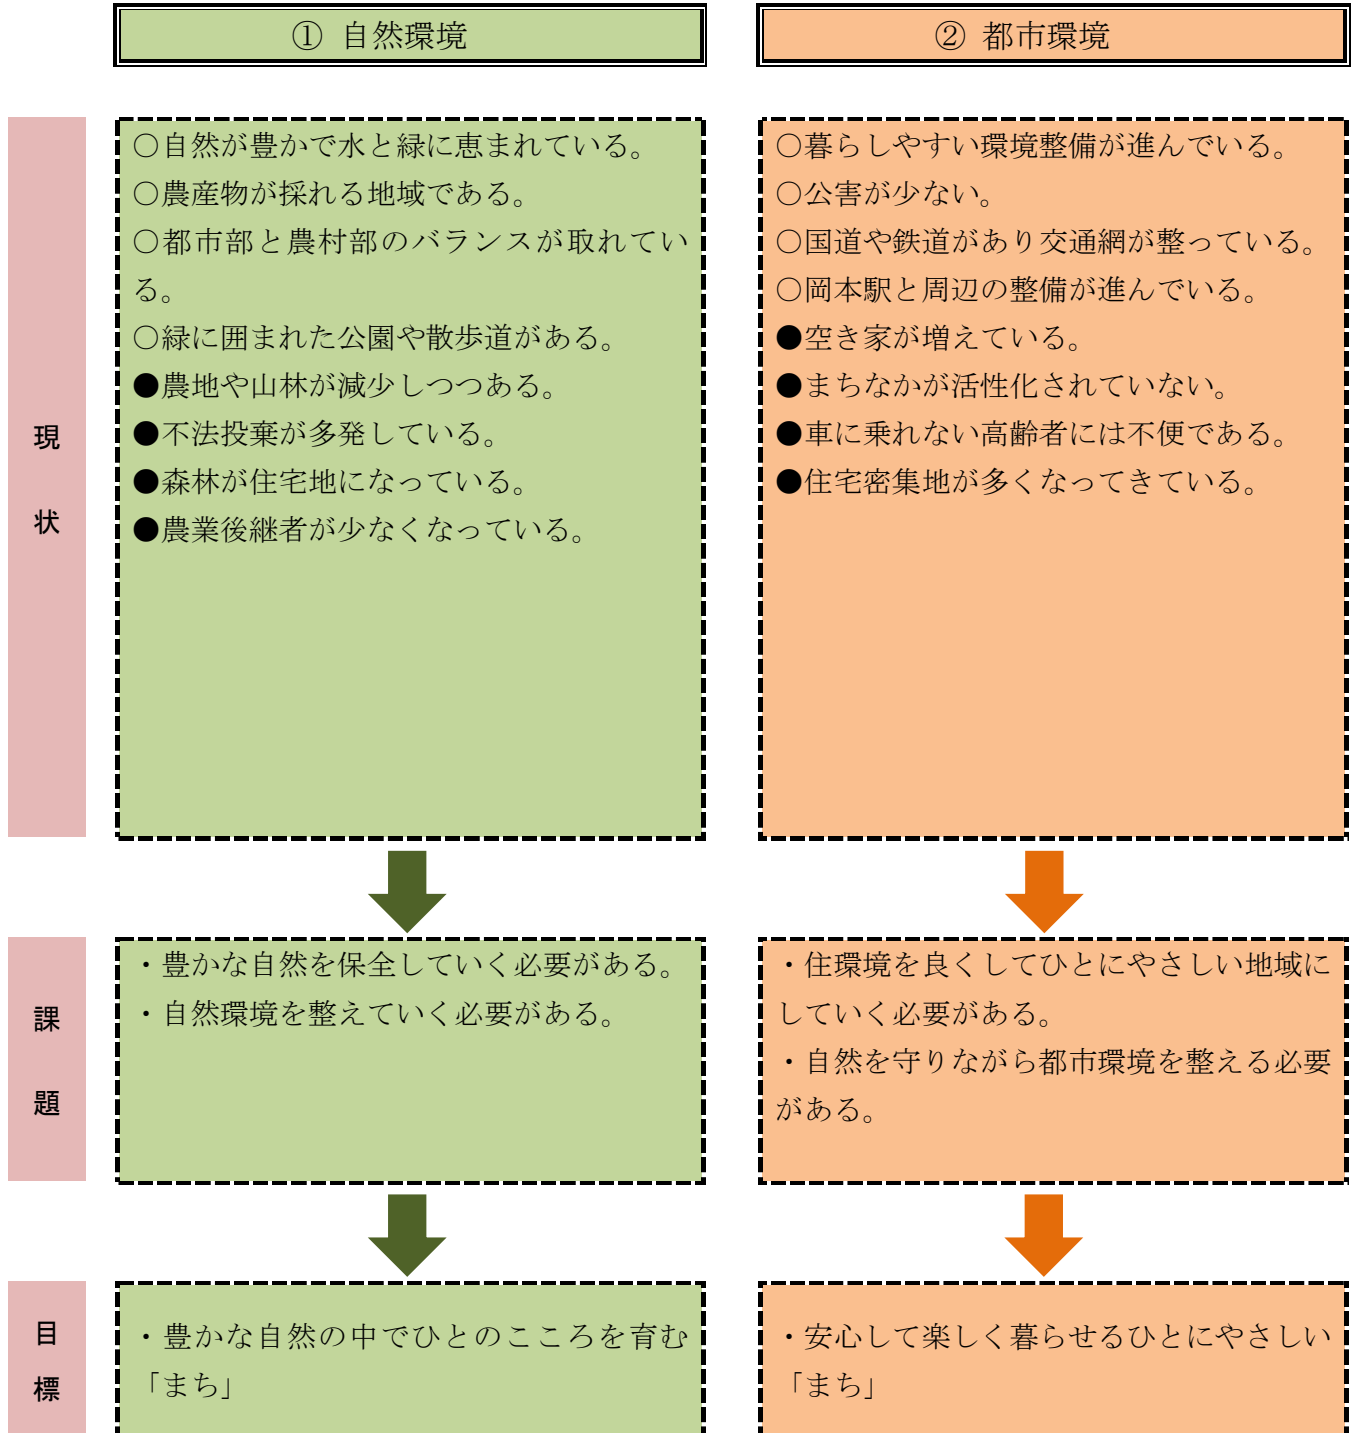 ① 自然環境
② 都市環境
現状
○自然が豊かで水と緑に恵まれている。
○農産物が採れる地域である。
○都市部と農村部のバランスが取れてい
る。
○緑に囲まれた公園や散歩道がある。
●農地や山林が減少しつつある。
●不法投棄が多発している。
●森林が住宅地になっている。
●農業後継者が少なくなっている。
○暮らしやすい環境整備が進んでいる。
○公害が少ない。
○国道や鉄道があり交通網が整っている。
○岡本駅と周辺の整備が進んでいる。
●空き家が増えている。
●まちなかが活性化されていない。
●車に乗れない高齢者には不便である。
●住宅密集地が多くなってきている。
課題
・豊かな自然を保全していく必要がある。
・自然環境を整えていく必要がある。
・住環境を良くしてひとにやさしい地域に
していく必要がある。
・自然を守りながら都市環境を整える必要
がある。
目標
・豊かな自然の中でひとのこころを育む
「まち」
・安心して楽しく暮らせるひとにやさしい
「まち」